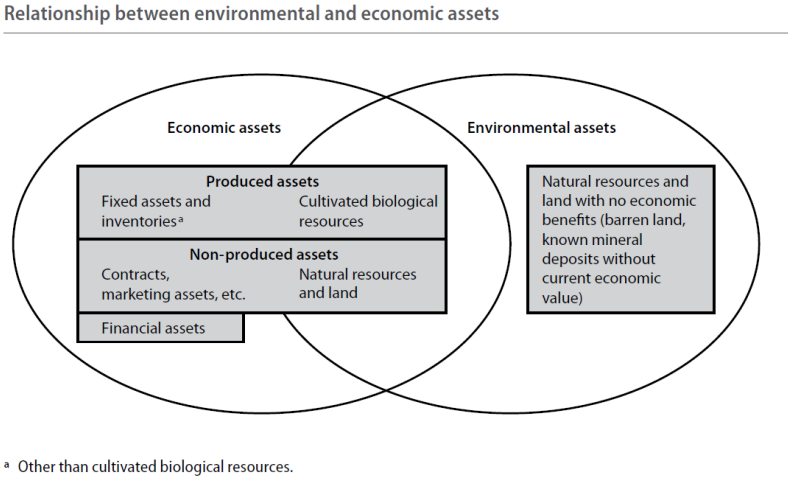 Relationship between environmental and economic assets
Economic assets
Environmental assets
Produced assets
Fixed assets and
inventoriesᵃ
Cultivated biological
resources
Non-produced assets
Contracts,
marketing assets, etc.
Natural resources
and land
Financial assets
Natural resources and
land with no economic
benefits (barren land,
known mineral
deposits without
current economic
value)
ᵃ Other than cultivated biological resources.